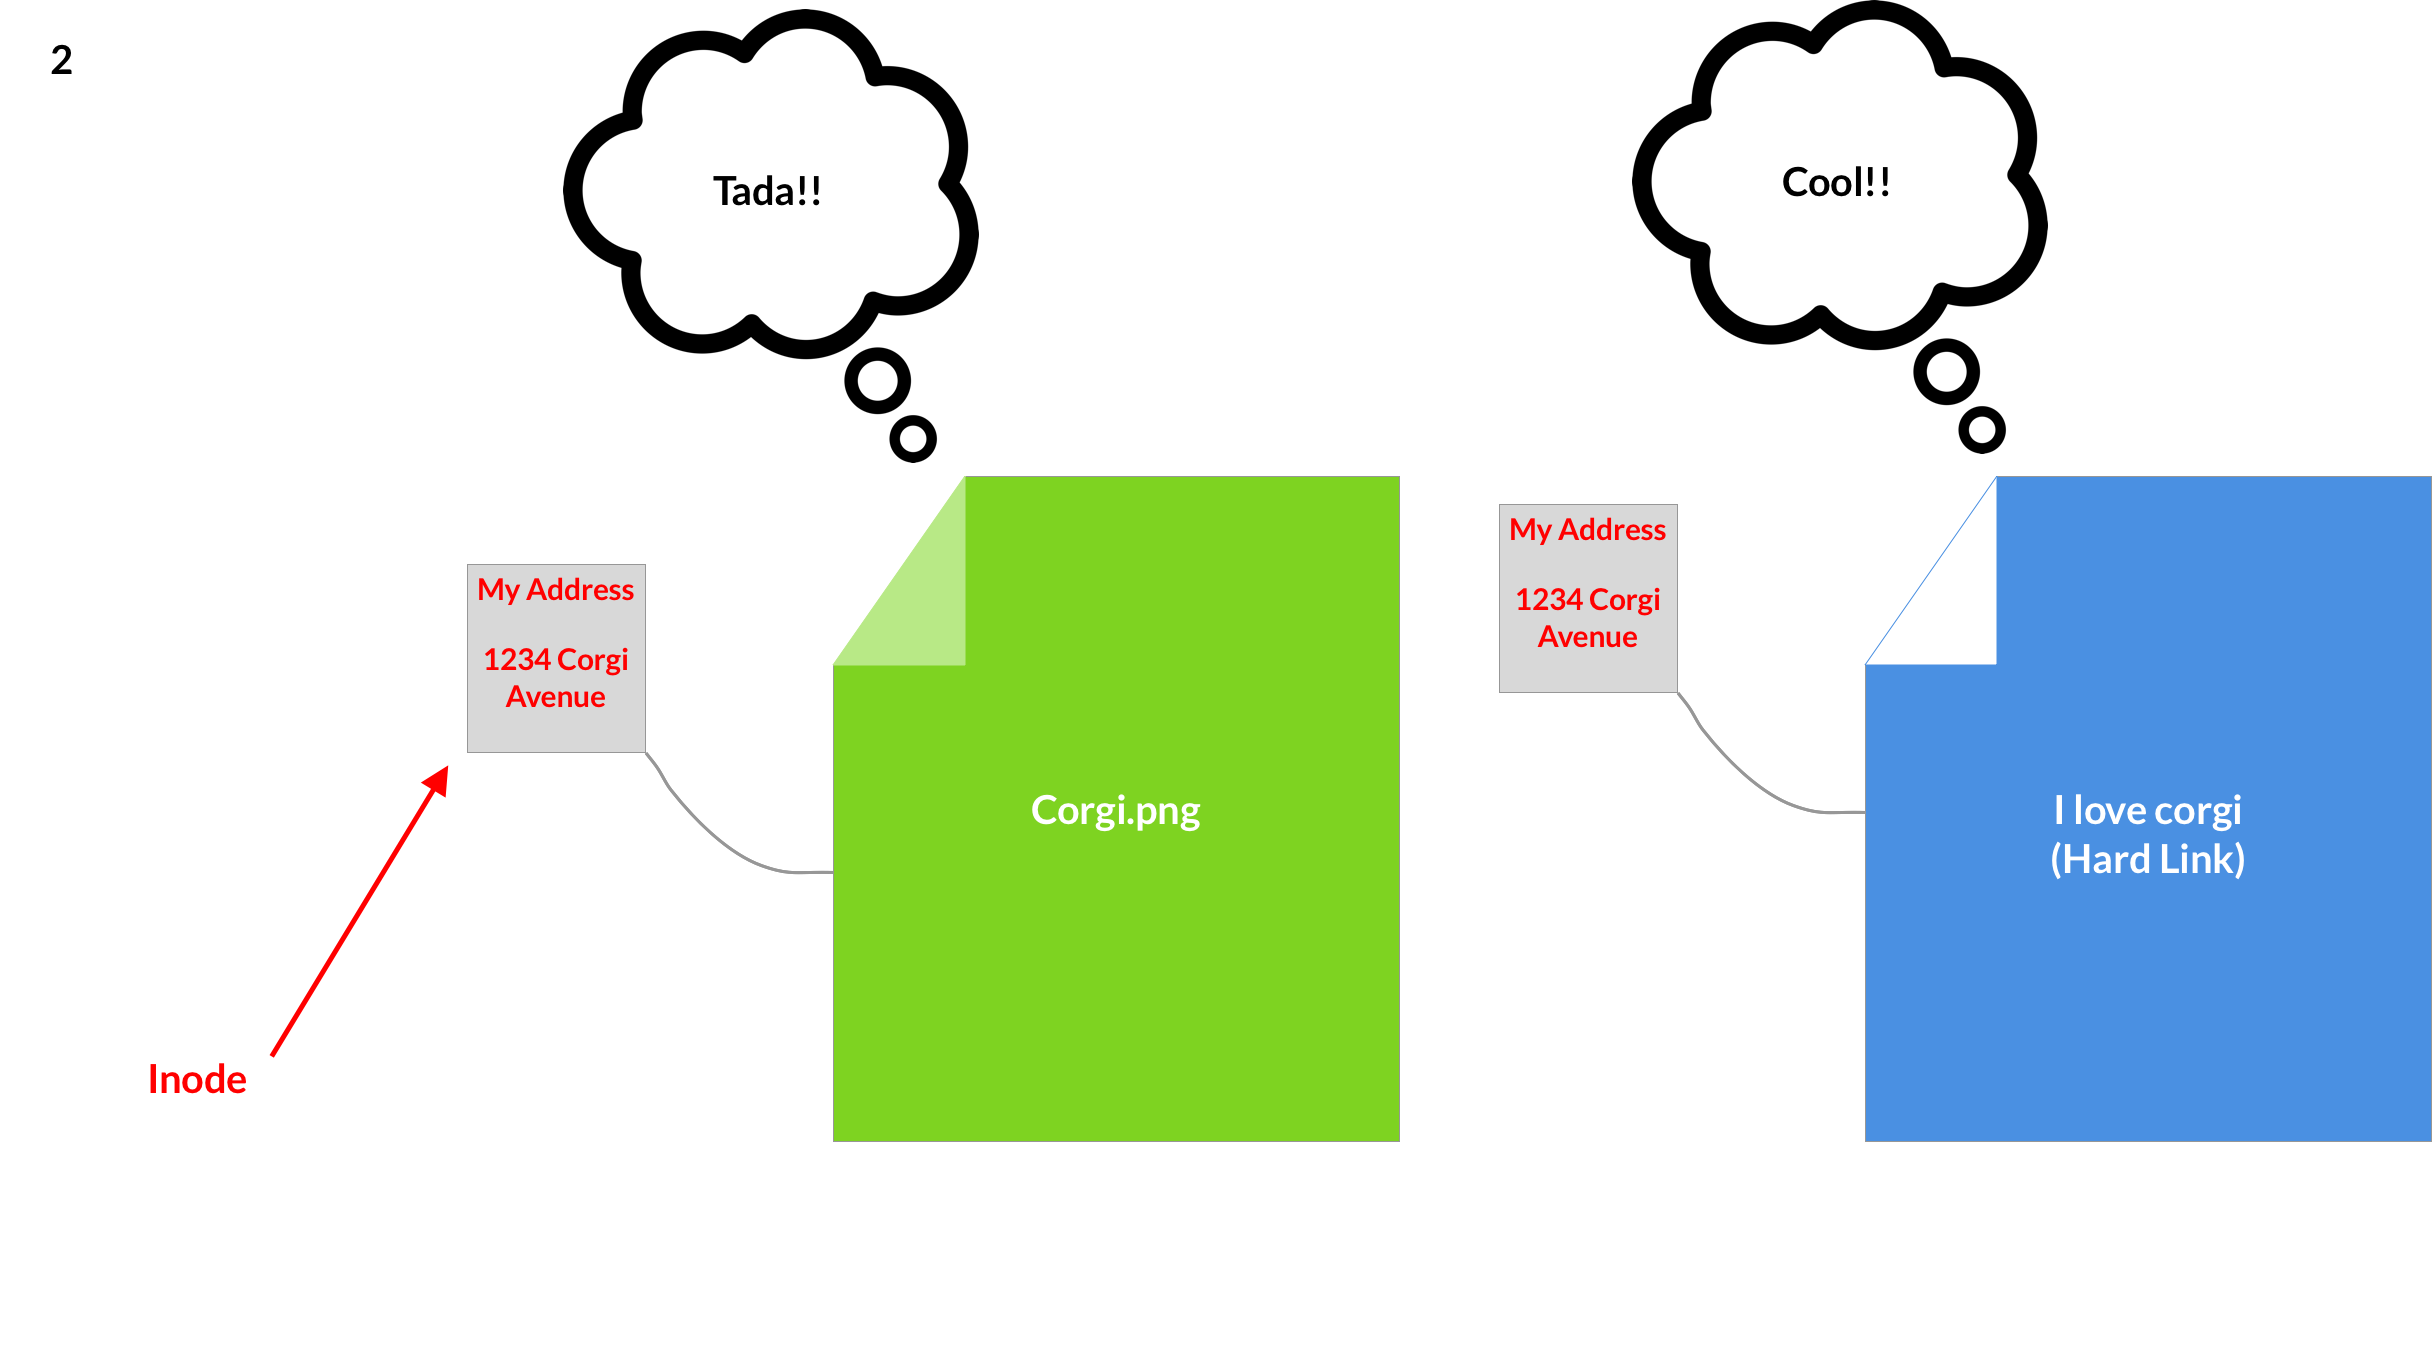 2
Tada!!
Cool!!
My Address
1234 Corgi
Avenue
My Address
1234 Corgi
Avenue
Corgi.png
I love corgi
(Hard Link)
Inode